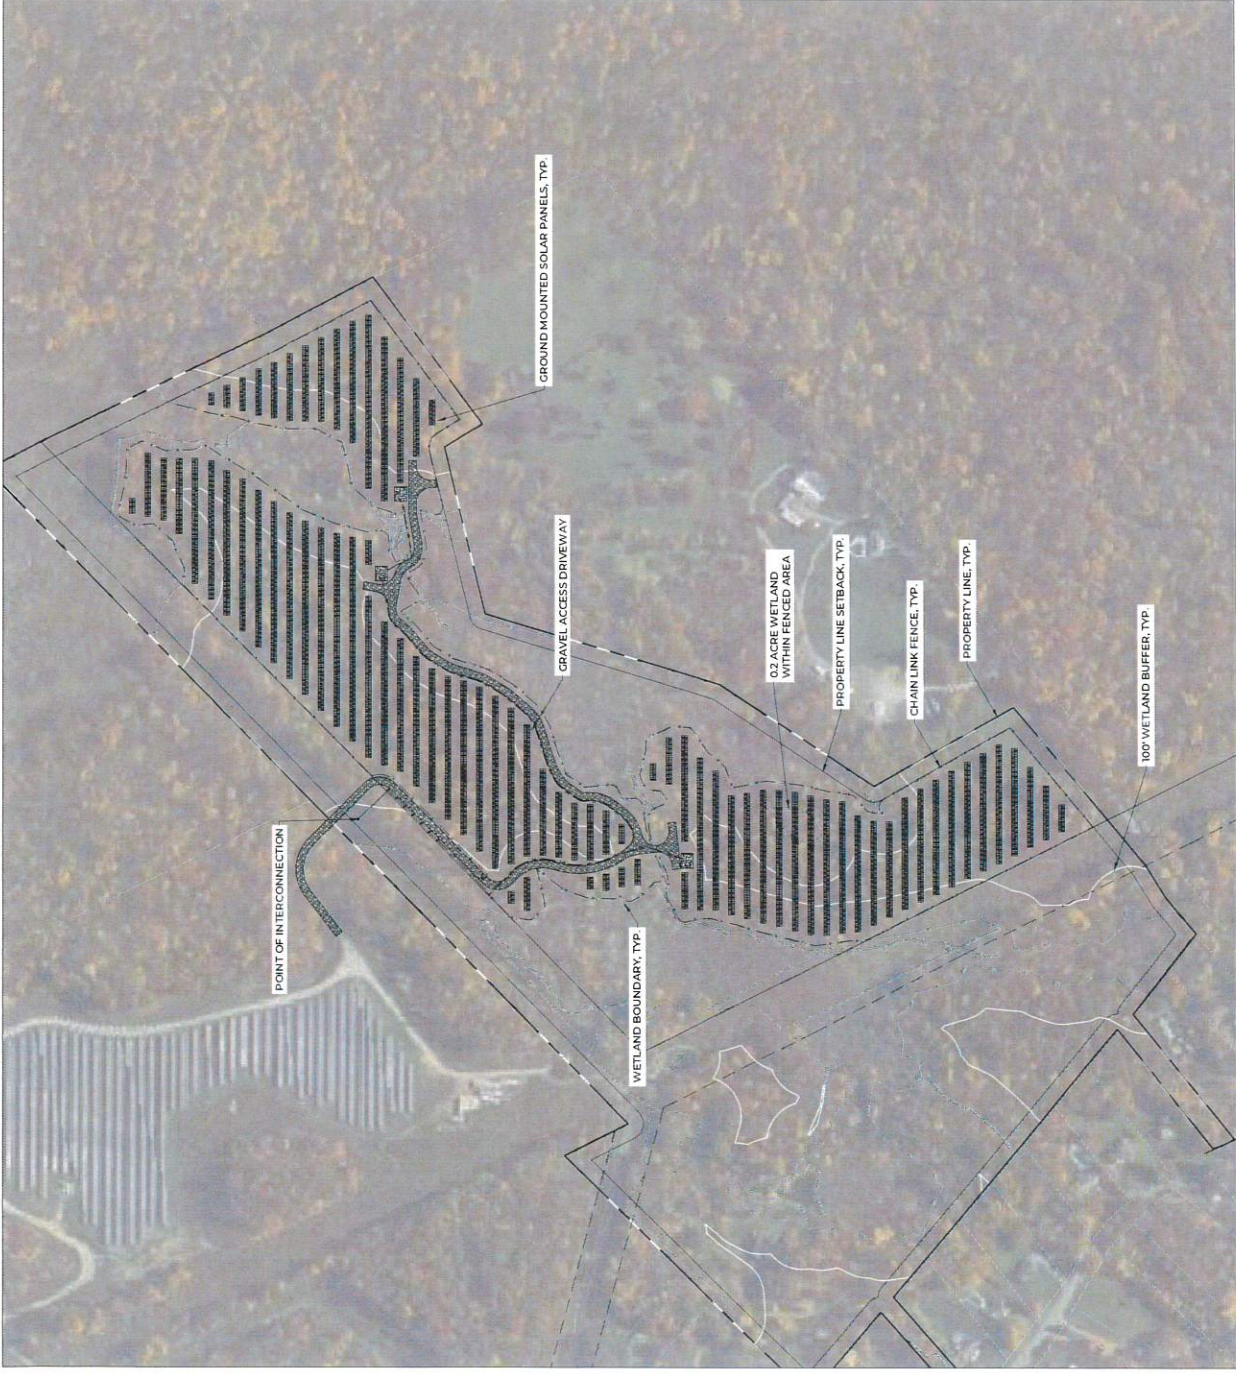 POINT OF INTERCONNECTION
WETLAND BOUNDARY, TYP.
GROUND MOUNTED SOLAR PANELS, TYP.
GRAVEL ACCESS DRIVEWAY
0.2 ACRE WETLAND
WITHIN FENCED AREA
PROPERTY LINE SETBACK, TYP.
CHAIN LINK FENCE, TYP.
PROPERTY LINE, TYP.
100' WETLAND BUFFER, TYP.